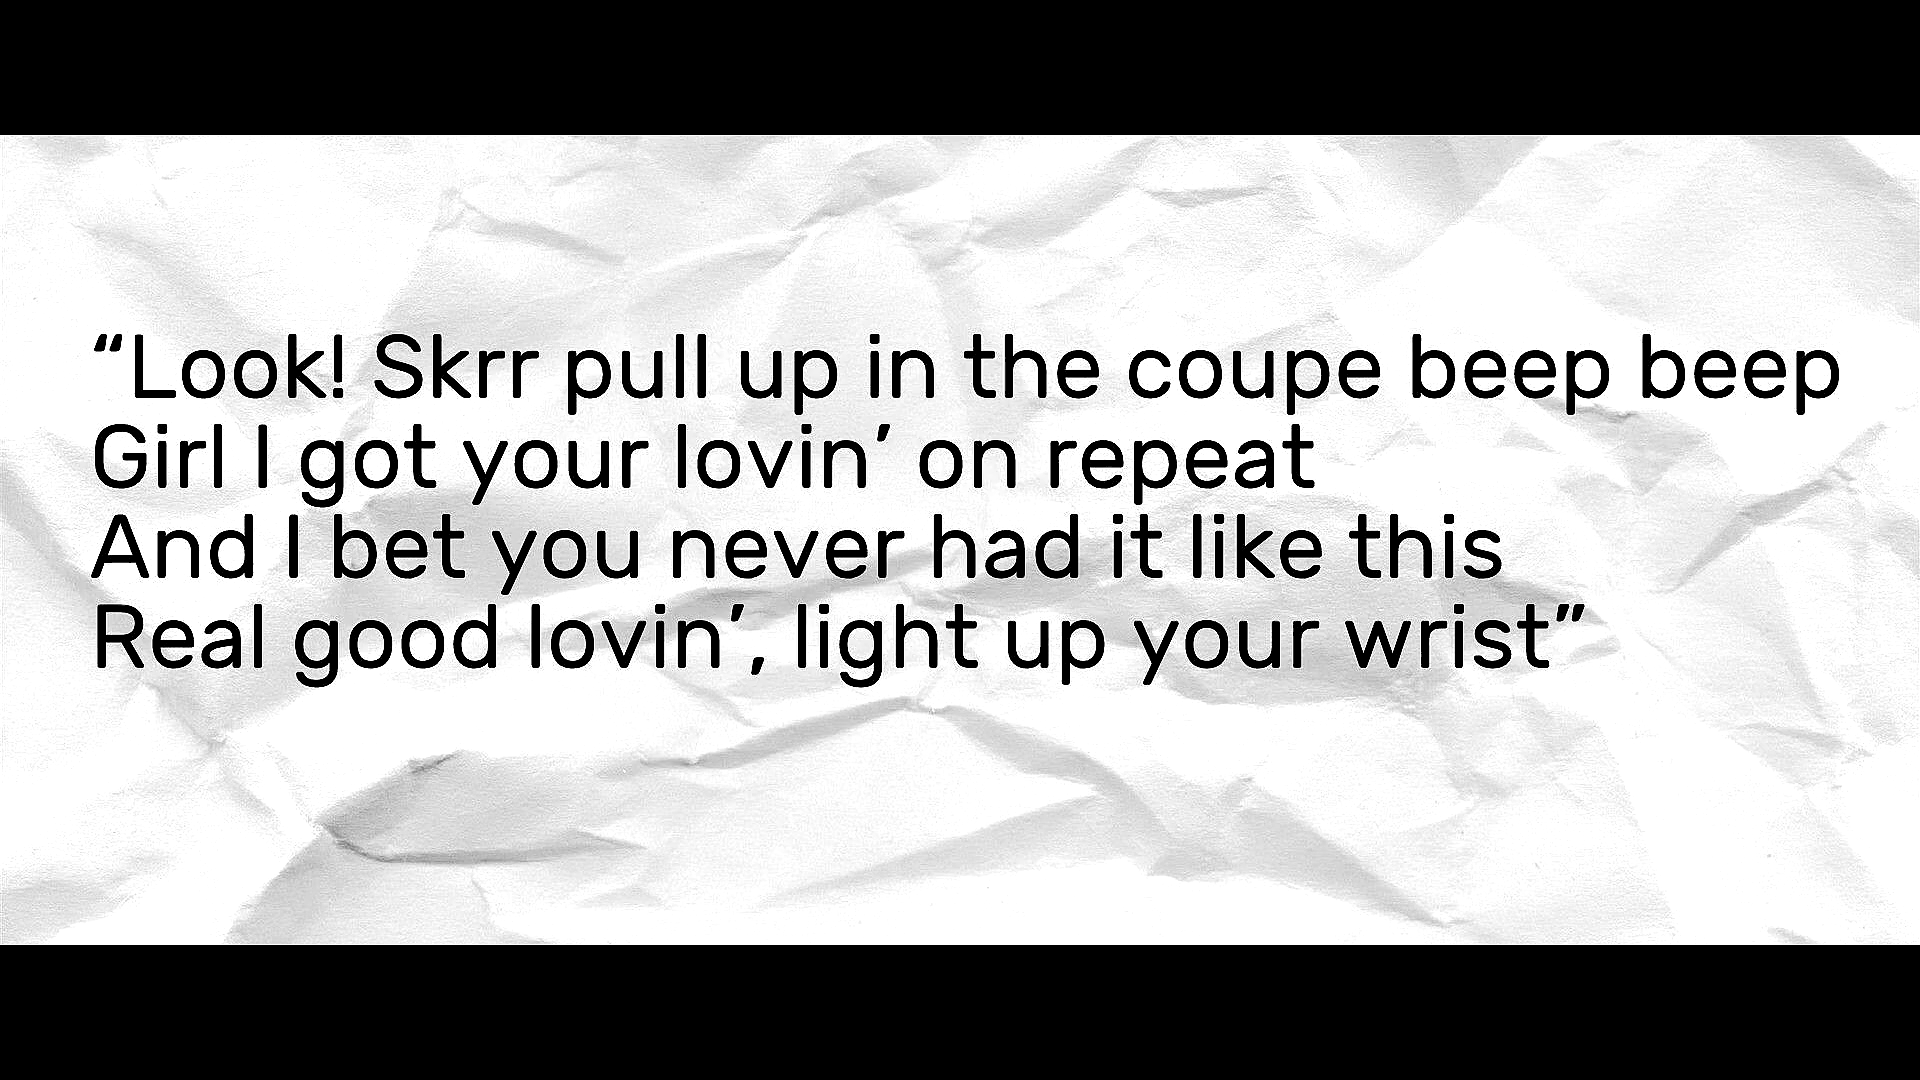 “Look! Skrr pull up in the coupe beep beep
Girl I got your lovin’ on repeat
And I bet you never had it like this
Real good lovin’, light up your wrist”